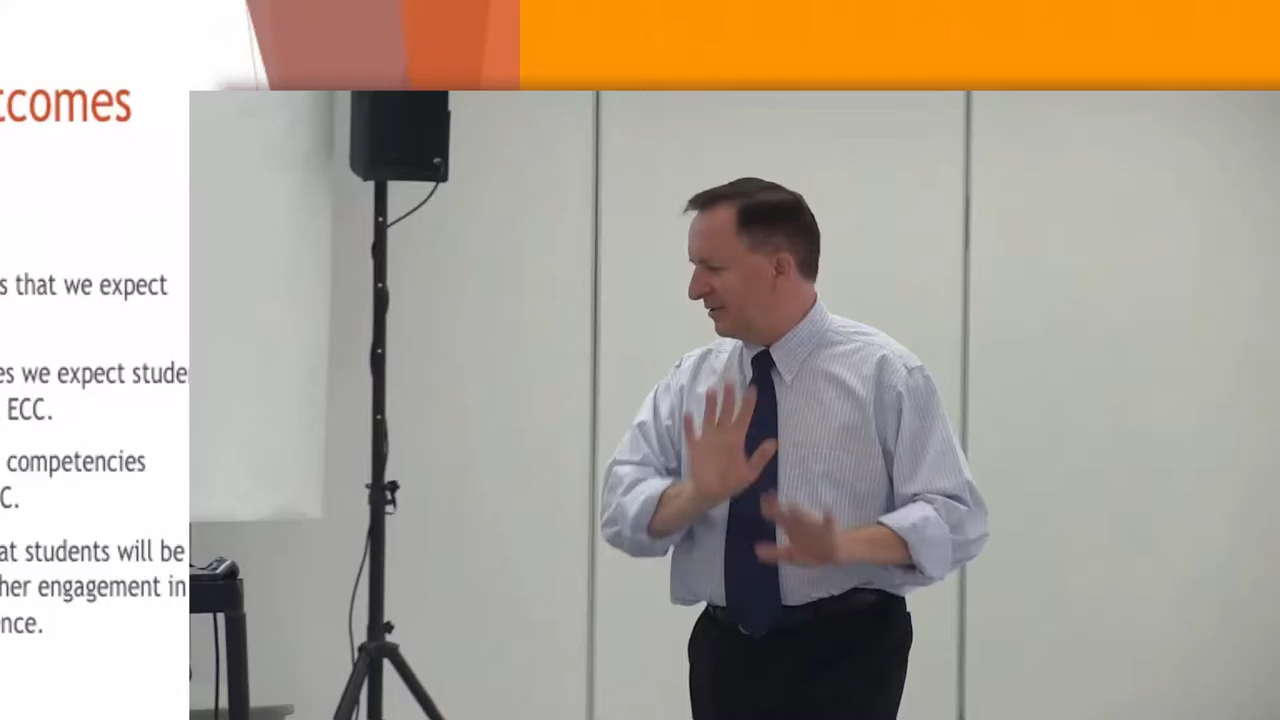 tcomes
s that we expect
es we expect stude
ECC.
competencies
C.
at students will be
her engagement in
nce.